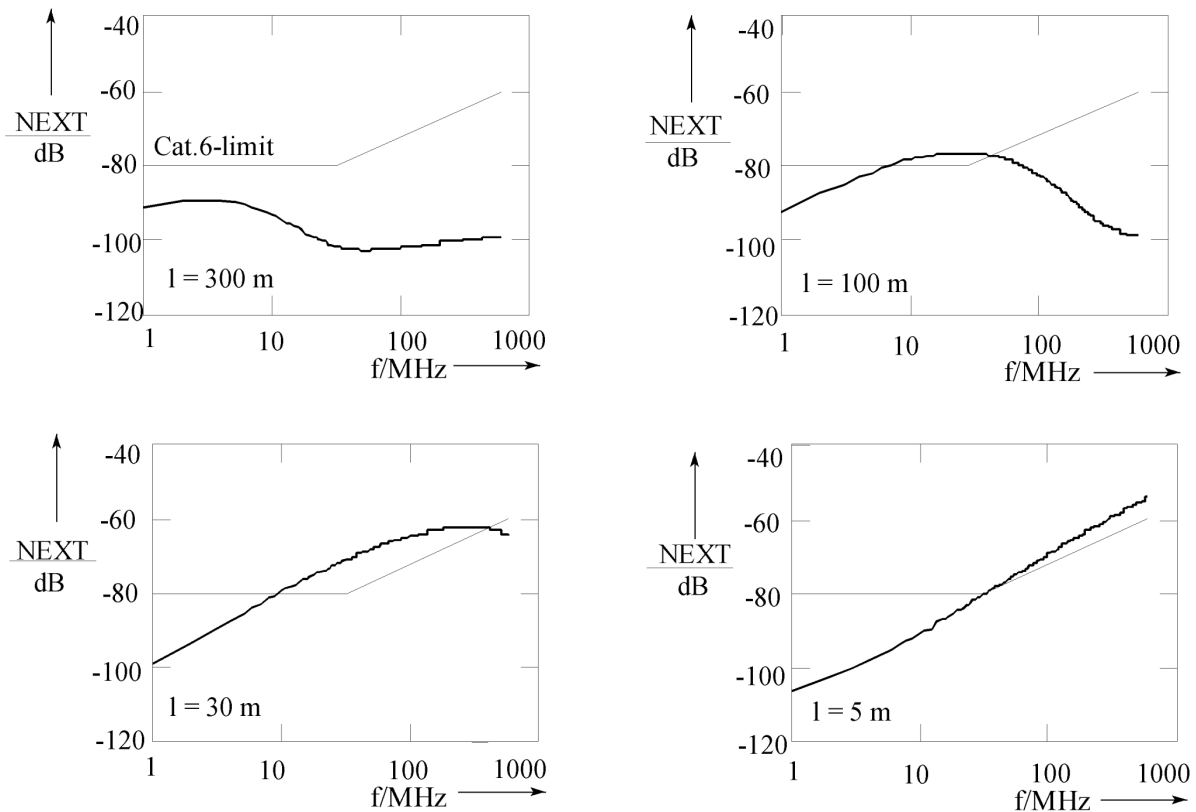 -40
-60
-80
-100
-120
NEXT
dB
Cat.6-limit
l = 300 m
1 10 100 1000
f/MHz
-40
-60
-80
-100
-120
NEXT
dB
l = 100 m
1 10 100 1000
f/MHz
-40
-60
-80
-100
-120
NEXT
dB
l = 30 m
1 10 100 1000
f/MHz
-40
-60
-80
-100
-120
NEXT
dB
l = 5 m
1 10 100 1000
f/MHz